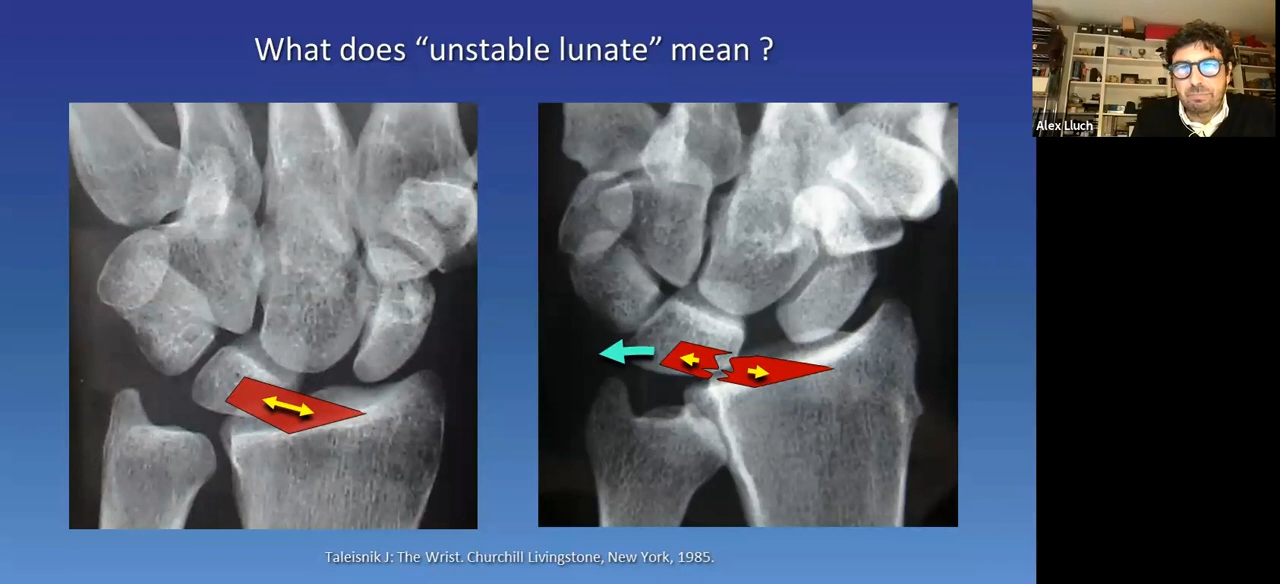 What does “unstable lunate” mean ?
Alex Lluch
Taleisnik J: The Wrist. Churchill Livingstone, New York, 1985.